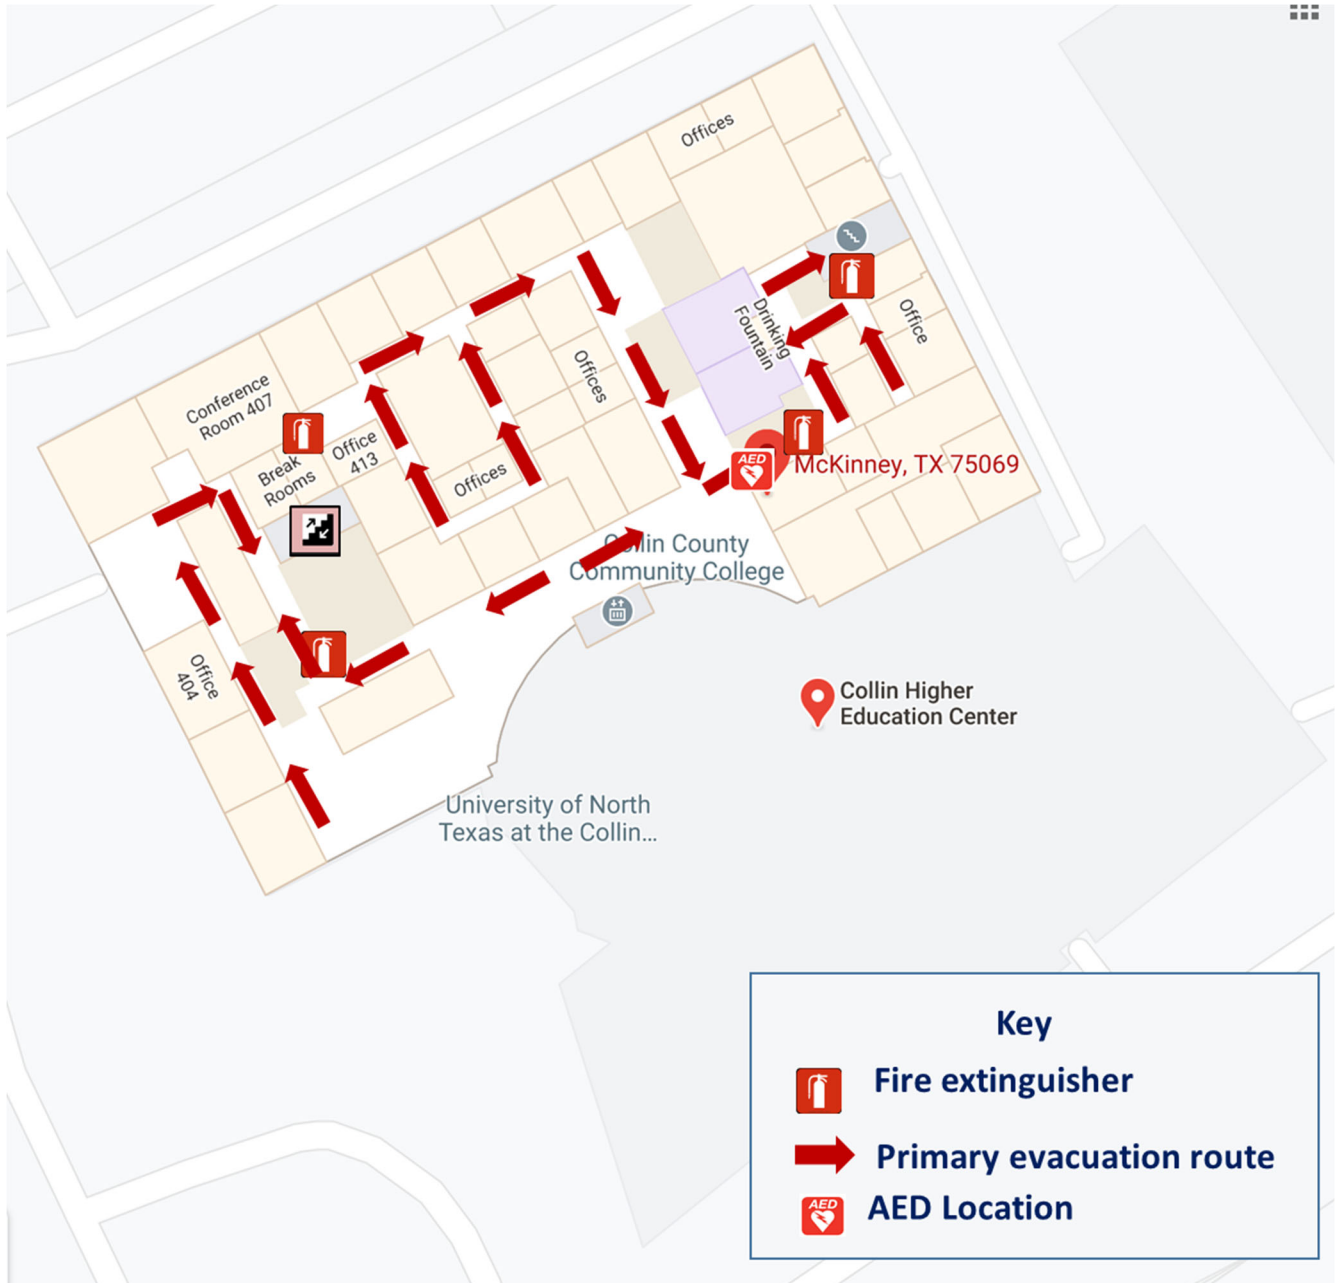 Offices
Conference
Room 407
Break
Rooms
Office
413
Offices
Offices
Drinking
Fountain
Office
AED
McKinney, TX 75069
Collin County
Community College
Office
404
Collin Higher
Education Center
University of North
Texas at the Collin...
Key
Fire extinguisher
Primary evacuation route
AED
AED Location